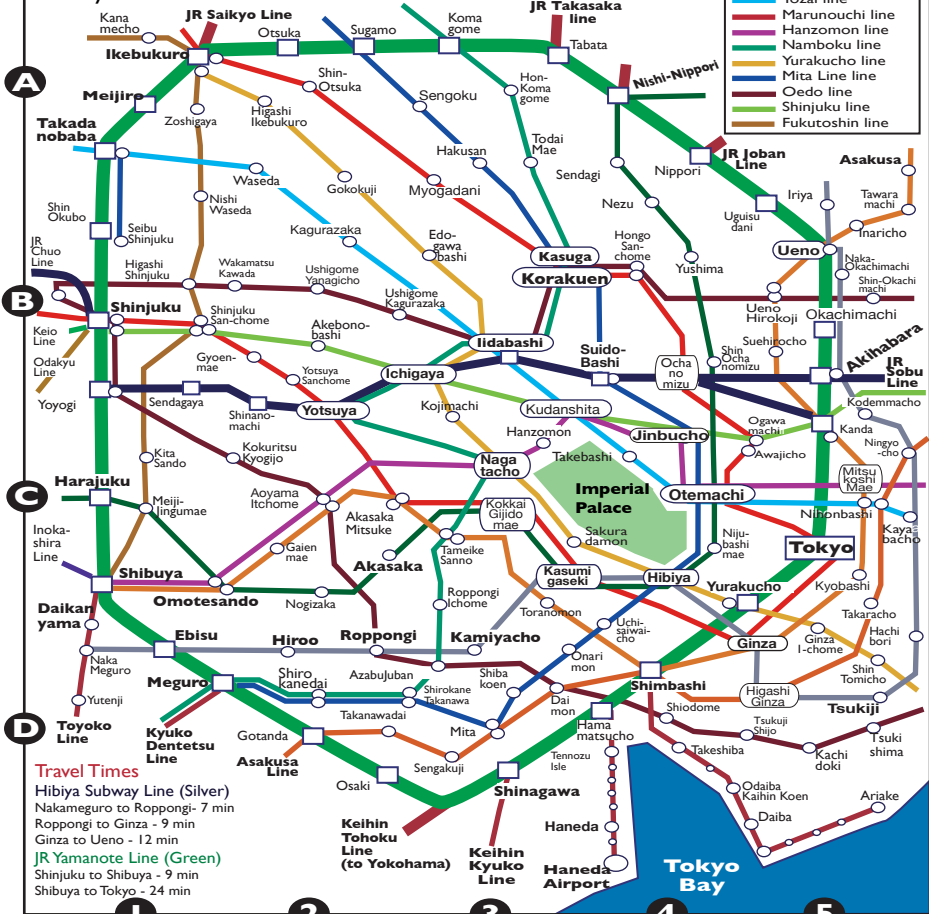 JR Saikyo Line
JR Takasaka
line
Kana
mecho
Ikebukuro
Otsuka
Sugamo
Koma
gome
Tabata
Tozai line
Marunouchi line
Hanzomon line
Namboku line
Yurakucho line
Mita Line line
Oedo line
Shinjuku line
Fukutoshin line
A
Meijiro
Zoshigaya
Higashi
Ikebukuro
Shin-
Otsuka
Sengoku
Hon-
Koma
gome
Nishi-Nippori
Takada
nobaba
Waseda
Gokokuji
Myogadani
Hakusan
Todai
Mae
Sendagi
Nippori
JR Joban
Line
Asakusa
Shin
Okubo
Seibu
Shinjuku
Nishi
Waseda
Kagurazaka
Edo-
gawa
bashi
Nezu
Uguisu
dani
Iriya
Tawara
machi
Inaricho
JR
Chuo
Line
Higashi
Shinjuku
Wakamatsu
Kawada
Ushigome
Yanagicho
Ushigome
Kagurazaka
Kasuga
Korakuen
Hongo
San-
chome
Yushima
Ueno
Naka-
Okachimachi
Shin-Okachi
machi
B
Shinjuku
Keio
Line
Odakyu
Line
Shinjuku
San-chome
Gyoen-
mae
Akebono-
bashi
Yotsuya
Sanchome
Iidabashi
Ichigaya
Suido-
Bashi
Ocha
no
mizu
Shin
Ocha
nomizu
Ueno
Hirokoji
Okachimachi
Suehirocho
Akihabara
JR
Sobu
Line
Yoyogi
Sendagaya
Shinano-
machi
Yotsuya
Kojimachi
Kudanshita
Hanzomon
Jinbucho
Ogawa
machi
Awajicho
Kodenmacho
Kanda
Ningyo
-cho
Kita
Sando
Kokuritsu
Kyogijo
Naga
tacho
Takebashi
Imperial
Palace
Otemachi
Mitsu
koshi
Mae
C
Harajuku
Meiji-
Jingumae
Aoyama
Itchome
Akasaka
Mitsuke
Kokkai
Gijido
mae
Sakura
damon
Niju-
bashi
mae
Nihonbashi
Kaya
bacho
Inoka-
shira
Line
Gaien
mae
Akasaka
Tameike
Sanno
Tokyo
Shibuya
Omotesando
Nogizaka
Roppongi
Ichome
Kasumi
gaseki
Hibiya
Yurakucho
Kyobashi
Daikan
yama
Toranomon
Takaracho
Ebisu
Hiroo
Roppongi
Kamiyacho
Uchi-
saiwai-
cho
Ginza
Ginza
I-chome
Hachi
bori
Naka
Meguro
Meguro
Shiro
kanedai
AzabuJuban
Shiba
koen
Onari
mon
Shin
Tomicho
Yutenji
Shirokane
Takanawa
Dai
mon
Shimbashi
Higashi
Ginza
Tsukiji
Toyoko
Line
Kyuko
Dentetsu
Line
Takanawadai
Mita
Hama
matsucho
Shiodome
Tsukuji
Shijo
Tsuki
shima
D
Gotanda
Asakusa
Line
Sengakuji
Tennozu
Isle
Takeshiba
Kachi
doki
Osaki
Shinagawa
Odaiba
Kaihin Koen
Ariake
Daiba
Keihin
Tohoku
Line
(to Yokohama)
Keihin
Kyuko
Line
Haneda
Haneda
Airport
Tokyo
Bay
Travel Times
Hibiya Subway Line (Silver)
Nakameguro to Roppongi- 7 min
Roppongi to Ginza - 9 min
Ginza to Ueno - 12 min
JR Yamanote Line (Green)
Shinjuku to Shibuya - 9 min
Shibuya to Tokyo - 24 min
1
2
3
4
5